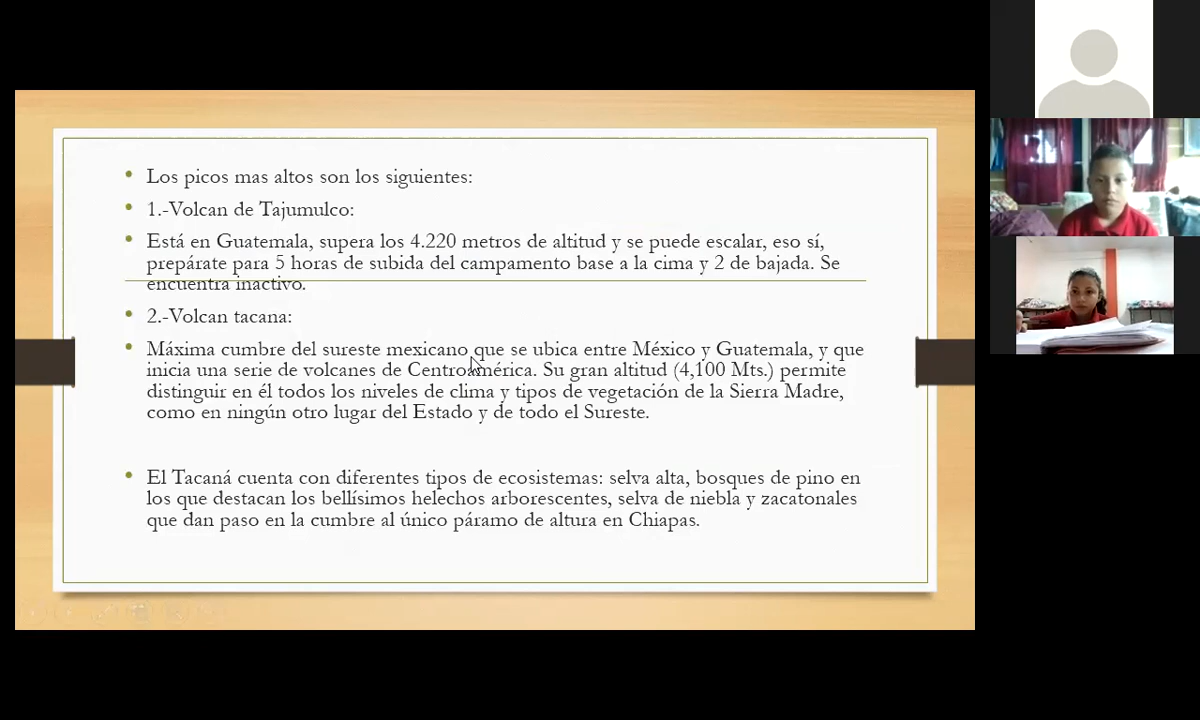 Los picos mas altos son los siguientes:
1.-Volcan de Tajumulco:
Está en Guatemala, supera los 4.220 metros de altitud y se puede escalar, eso sí,
prepárate para 5 horas de subida del campamento base a la cima y 2 de bajada. Se
encuentra inactivo.
2.-Volcan tacana:
Máxima cumbre del sureste mexicano que se ubica entre México y Guatemala, y que
inicia una serie de volcanes de Centroamérica. Su gran altitud (4,100 Mts.) permite
distinguir en él todos los niveles de clima y tipos de vegetación de la Sierra Madre,
como en ningún otro lugar del Estado y de todo el Sureste.
El Tacaná cuenta con diferentes tipos de ecosistemas: selva alta, bosques de pino en
los que destacan los bellísimos helechos arborescentes, selva de niebla y zacatonales
que dan paso en la cumbre al único páramo de altura en Chiapas.